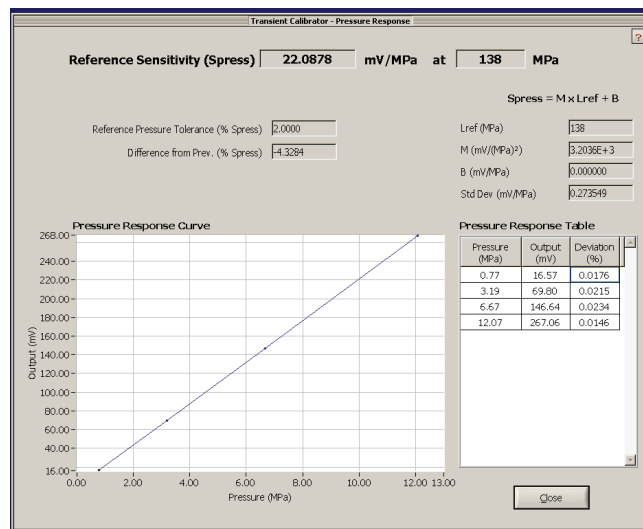 Transient Calibrator - Pressure Response
?
Reference Sensitivity (Spress) 22.0878 mV/MPa at 138 MPa
Spress = M x Lref + B
Reference Pressure Tolerance (% Spress) 2.0000
Difference from Prev. (% Spress) -4.3284
Lref (MPa) 138
M (mV/(MPa)²) 3.2036E+3
B (mV/MPa) 0.000000
Std Dev (mV/MPa) 0.273549
Pressure Response Curve
268.00
240.00
220.00
200.00
180.00
160.00
140.00
120.00
100.00
80.00
60.00
40.00
16.00
Output (mV)
0.00 2.00 4.00 6.00 8.00 10.00 12.00 13.00
Pressure (MPa)
Pressure Response Table
Pressure (MPa) Output (mV) Deviation (%)
0.77 16.57 0.0176
3.19 69.80 0.0215
6.67 146.64 0.0234
12.07 267.06 0.0146
Close